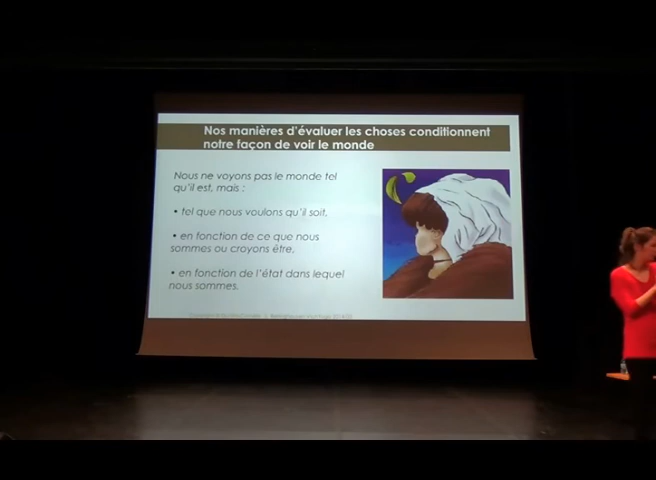 Nos manières d'évaluer les choses conditionnent
notre façon de voir le monde
Nous ne voyons pas le monde tel
qu'il est, mais :
• tel que nous voulons qu'il soit,
• en fonction de ce que nous
sommes ou croyons être,
• en fonction de l'état dans lequel
nous sommes.